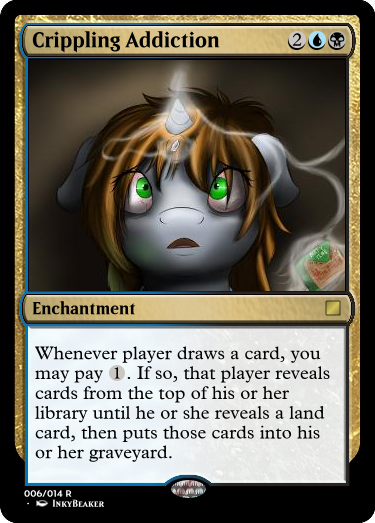 Crippling Addiction 2
Enchantment
Whenever player draws a card, you
may pay 1. If so, that player reveals
cards from the top of his or her
library until he or she reveals a land
card, then puts those cards into his
or her graveyard.
006/014 R
· InkyBeaker